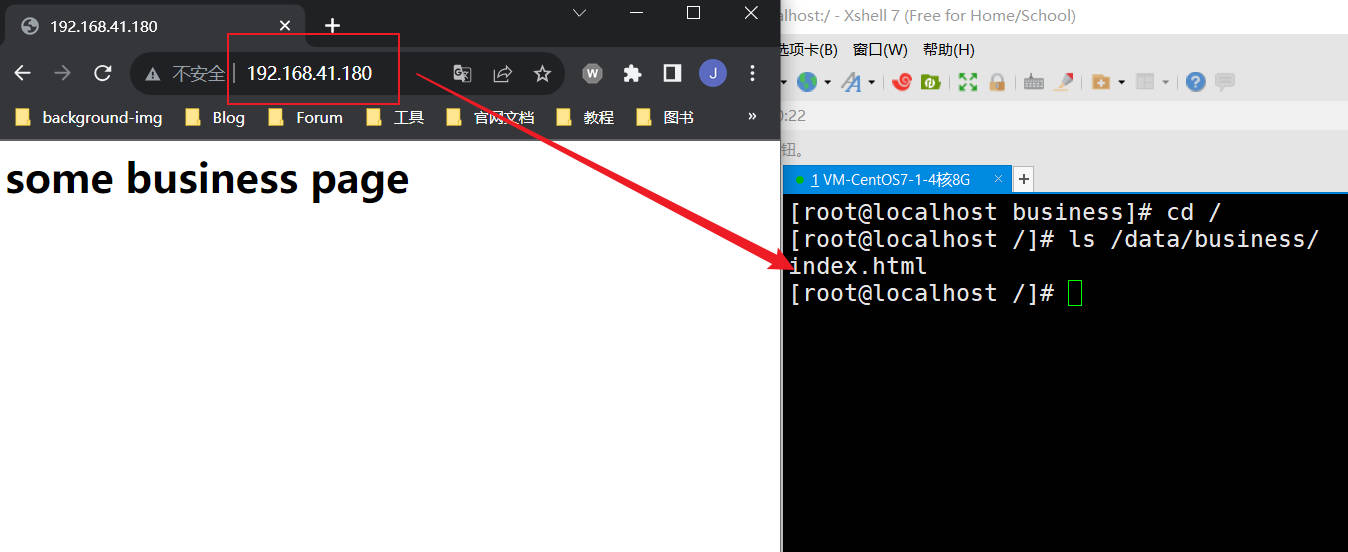 192.168.41.180
不安全 192.168.41.180
J
background-img Blog Forum 工具 官网文档 教程 图书 »
some business page
alhost:/ - Xshell 7 (Free for Home/School)
选项卡(B) 窗口(W) 帮助(H)
0:22
钮。
1 VM-CentOS7-1-4核8G
[root@localhost business]# cd /
[root@localhost /]# ls /data/business/
index.html
[root@localhost /]#